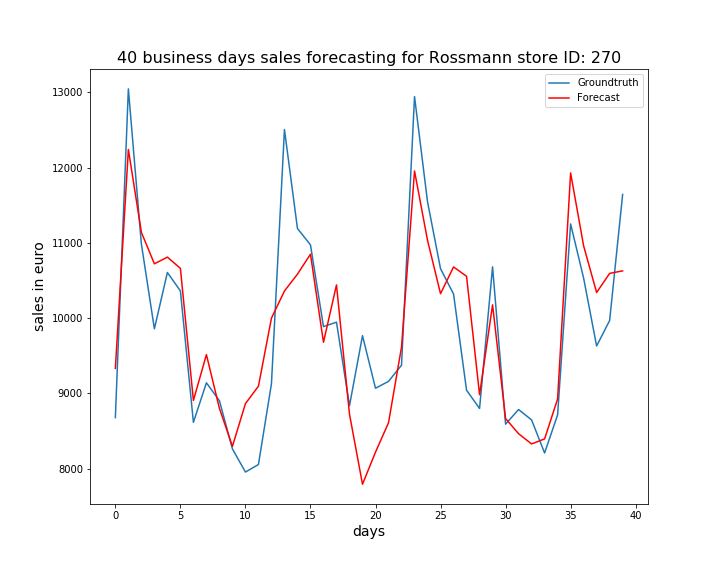 40 business days sales forecasting for Rossmann store ID: 270
Groundtruth
Forecast
13000
12000
11000
10000
9000
8000
sales in euro
0 5 10 15 20 25 30 35 40
days